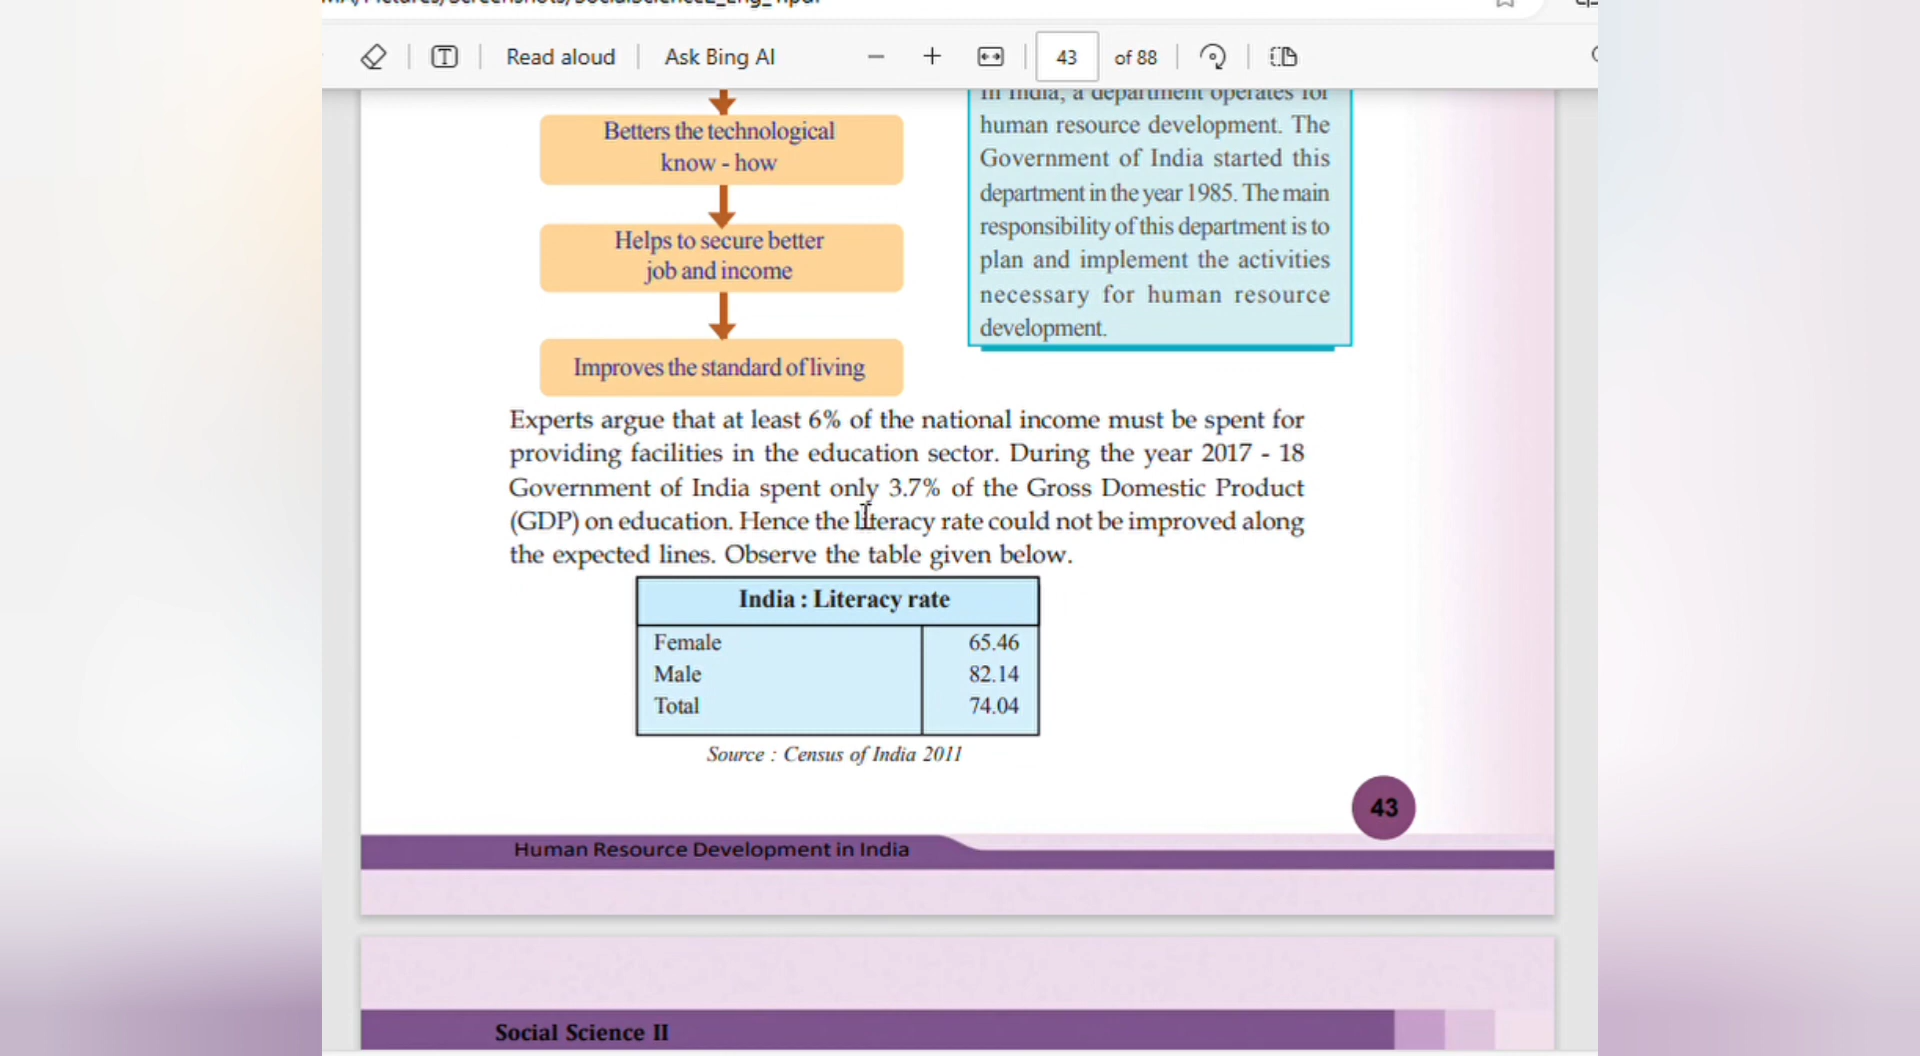 Read aloud
Ask Bing AI
43
of 88
Betters the technological
know - how
Helps to secure better
job and income
Improves the standard of living
In India, a department operates for
human resource development. The
Government of India started this
department in the year 1985. The main
responsibility of this department is to
plan and implement the activities
necessary for human resource
development.
Experts argue that at least 6% of the national income must be spent for
providing facilities in the education sector. During the year 2017 - 18
Government of India spent only 3.7% of the Gross Domestic Product
(GDP) on education. Hence the literacy rate could not be improved along
the expected lines. Observe the table given below.
India : Literacy rate
Female 65.46
Male 82.14
Total 74.04
Source : Census of India 2011
43
Human Resource Development in India
Social Science II